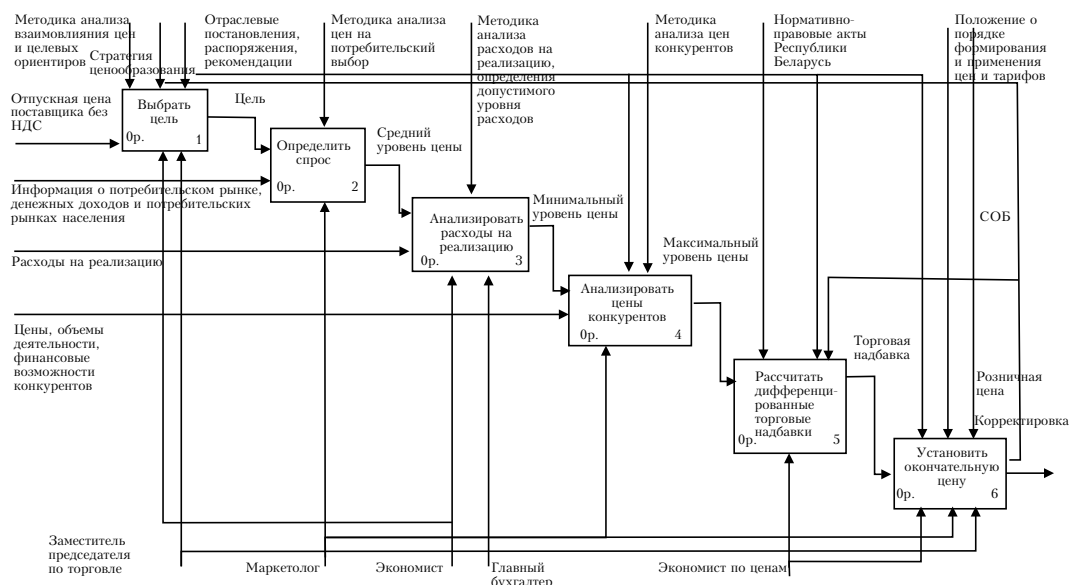 Методика анализа
взаимовлияния цен
и целевых
ориентиров
Стратегия
ценообразования
Отраслевые
постановления,
распоряжения,
рекомендации
Методика анализа
цен на
потребительский
выбор
Методика
анализа
расходов на
реализацию,
определения
допустимого
уровня
расходов
Методика
анализа цен
конкурентов
Нормативно-
правовые акты
Республики
Беларусь
Положение о
порядке
формирования
и применения
цен и тарифов
Отпускная цена
поставщика без
НДС
Выбрать
цель
0р. 1
Цель
Определить
спрос
0р. 2
Средний
уровень цены
Информация о потребительском рынке,
денежных доходов и потребительских
рынках населения
Анализировать
расходы на
реализацию
0р. 3
Минимальный
уровень цены
СОБ
Расходы на реализацию
Максимальный
уровень цены
Анализировать
цены
конкурентов
0р. 4
Цены, объемы
деятельности,
финансовые
возможности
конкурентов
Торговая
надбавка
Рассчитать
дифференци-
рованные
торговые
надбавки
0р. 5
Розничная
цена
Корректировка
Установить
окончательную
цену
0р. 6
Заместитель
председателя
по торговле
Маркетолог
Экономист
Главный
бухгалтер
Экономист по ценам